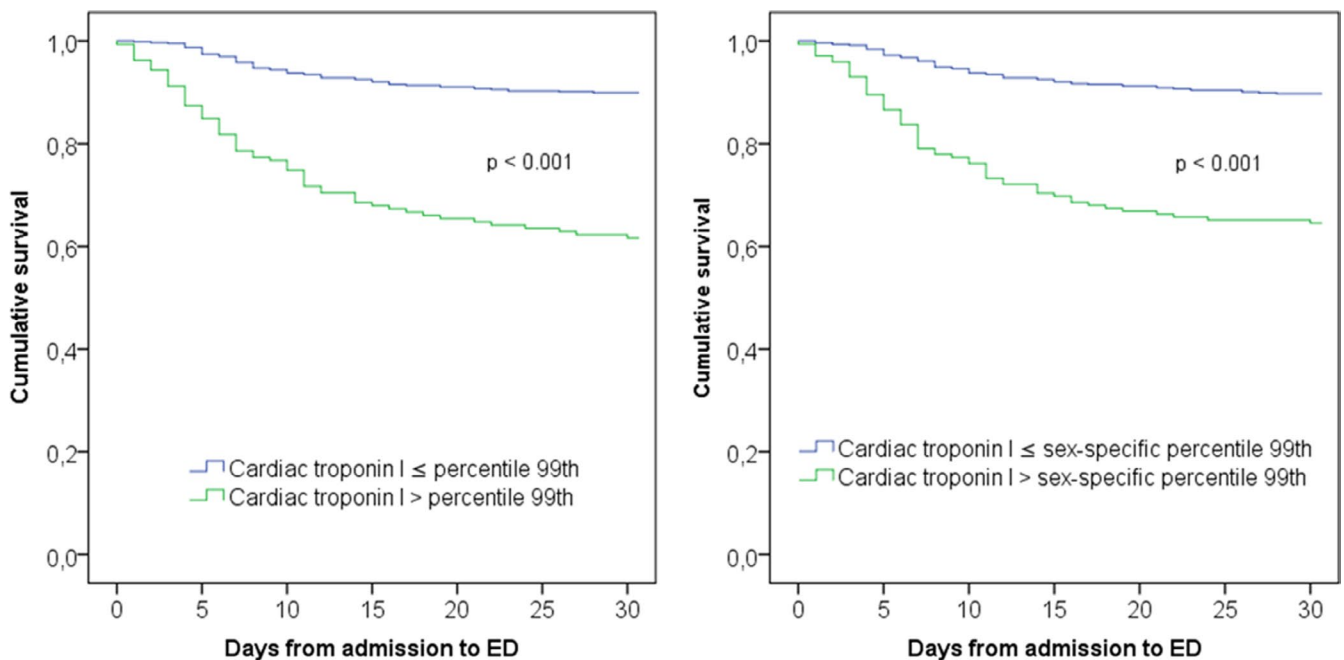 Cumulative survival
1,0
0,8
0,6
0,4
0,2
0,0
p < 0.001
Cardiac troponin I ≤ percentile 99th
Cardiac troponin I > percentile 99th
0 5 10 15 20 25 30
Days from admission to ED
Cumulative survival
1,0
0,8
0,6
0,4
0,2
0,0
p < 0.001
Cardiac troponin I ≤ sex-specific percentile 99th
Cardiac troponin I > sex-specific percentile 99th
0 5 10 15 20 25 30
Days from admission to ED